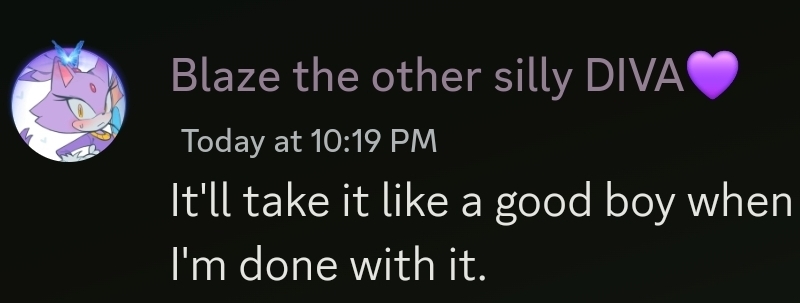 Blaze the other silly DIVA💜
Today at 10:19 PM
It'll take it like a good boy when
I'm done with it.